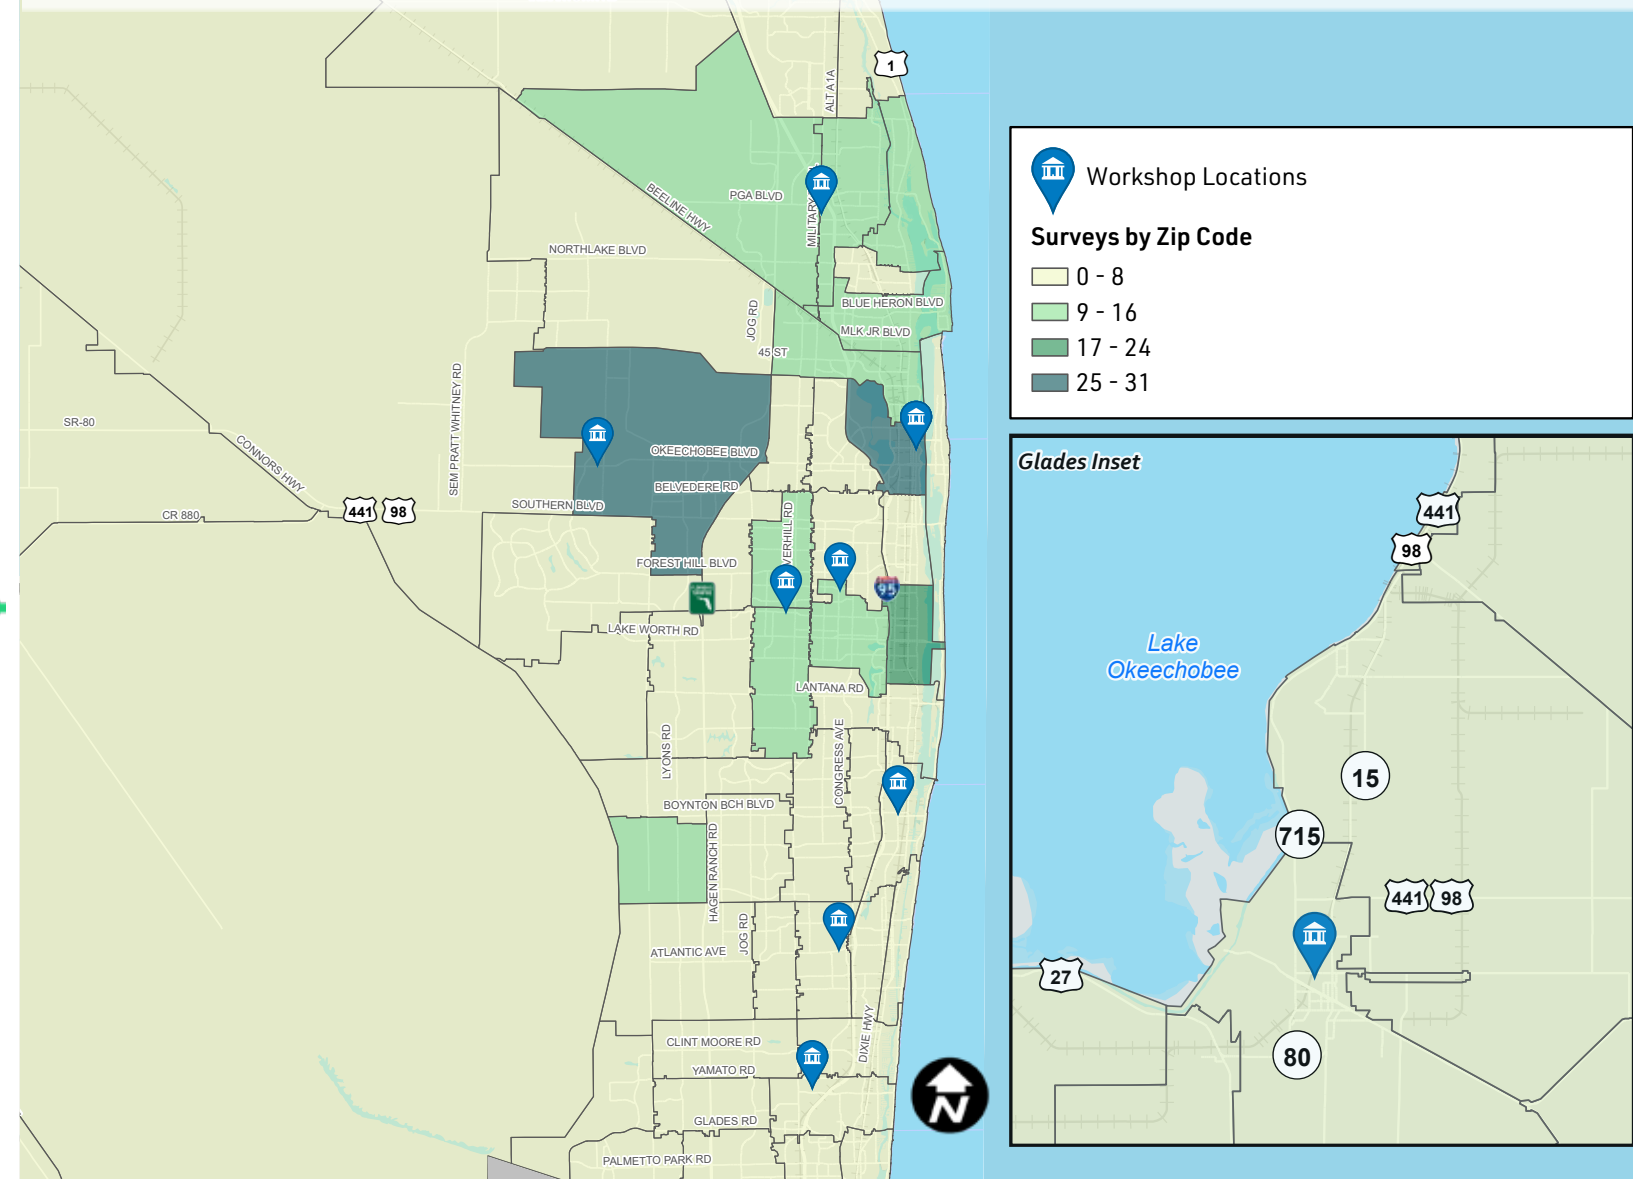 1
ALT A1A
PGA BLVD
MILITARY
BEELINE HWY
NORTHLAKE BLVD
BLUE HERON BLVD
JOG RD
MLK JR BLVD
45 ST
SEM PRATT WHITNEY RD
SR-80
CONNORS HWY
OKEECHOBEE BLVD
BELVEDERE RD
SOUTHERN BLVD
441
98
CR 880
VERHILL RD
FOREST HILL BLVD
95
LAKE WORTH RD
LANTANA RD
LYONS RD
CONGRESS AVE
BOYNTON BCH BLVD
HAGEN RANCH RD
JOG RD
ATLANTIC AVE
DIXIE HWY
CLINT MOORE RD
YAMATO RD
GLADES RD
PALMETTO PARK RD
N
Workshop Locations
Surveys by Zip Code
0 - 8
9 - 16
17 - 24
25 - 31
Glades Inset
441
98
Lake
Okeechobee
15
715
441
98
27
80